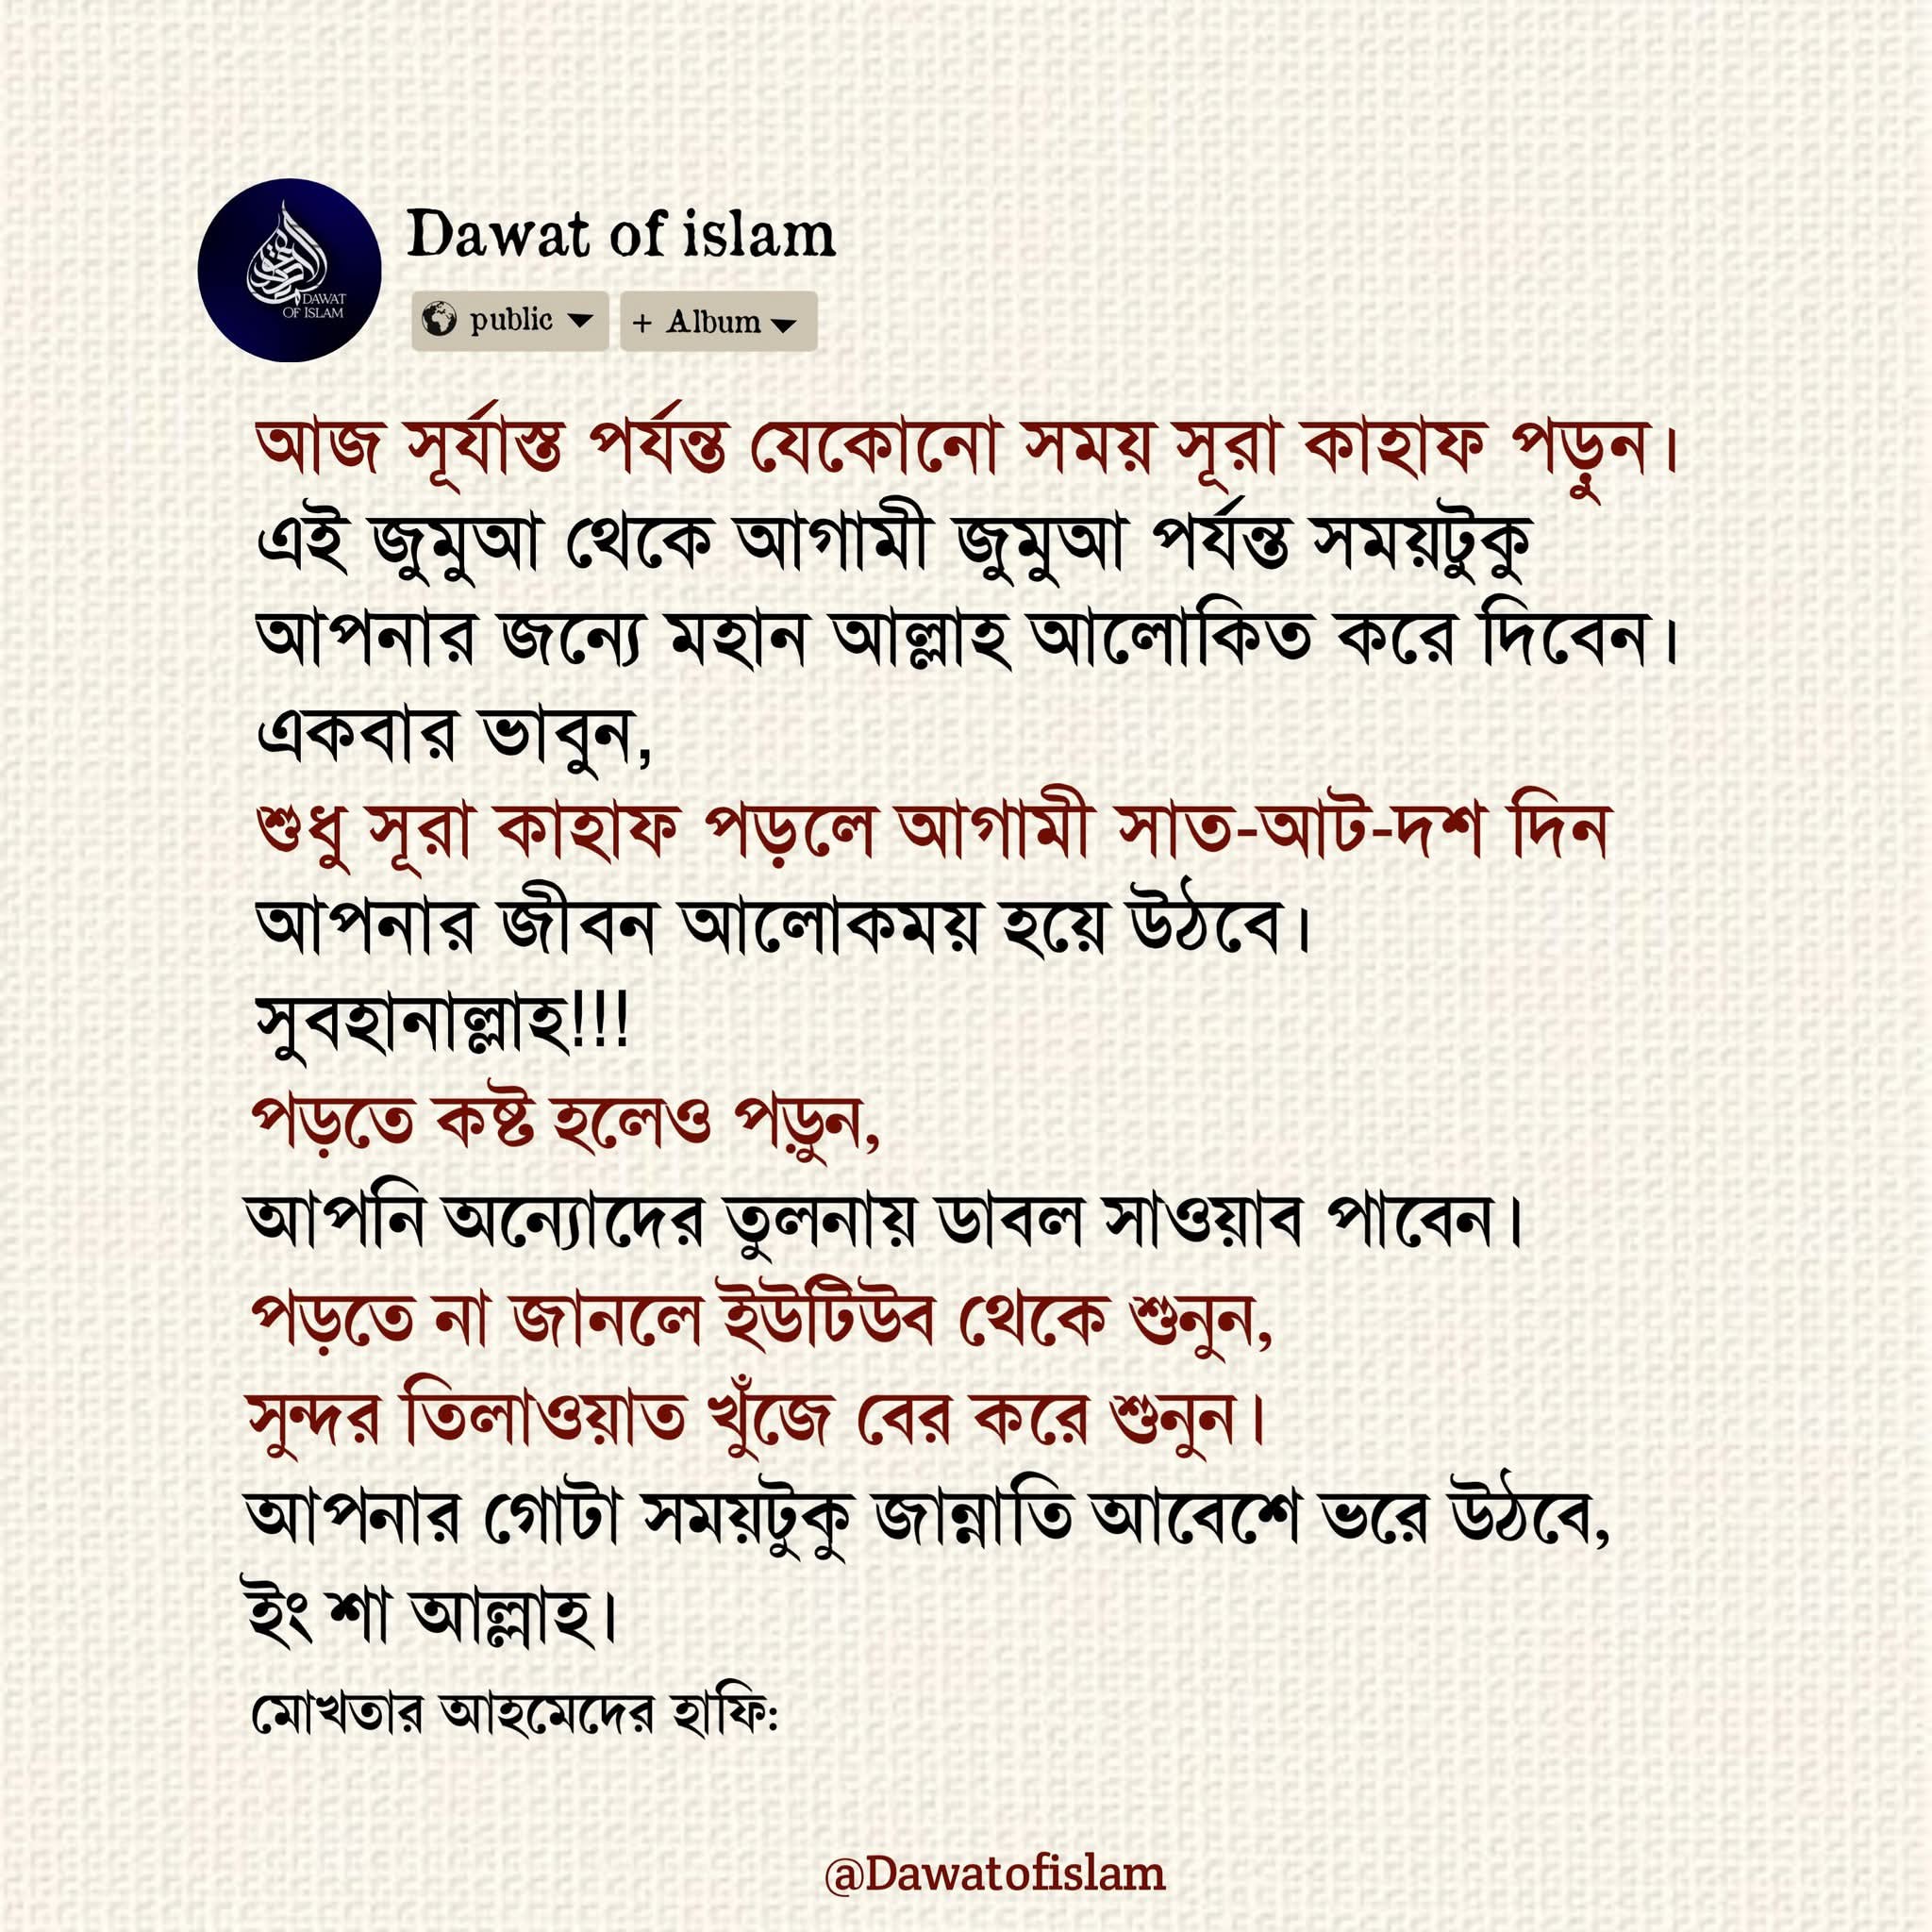 Dawat of islam
DAWAT
OF ISLAM
public
+ Album
আজ সূর্যাস্ত পর্যন্ত যেকোনো সময় সূরা কাহাফ পড়ুন।
এই জুমুআ থেকে আগামী জুমুআ পর্যন্ত সময়টুকু
আপনার জন্যে মহান আল্লাহ আলোকিত করে দিবেন।
একবার ভাবুন,
শুধু সূরা কাহাফ পড়লে আগামী সাত-আট-দশ দিন
আপনার জীবন আলোকময় হয়ে উঠবে।
সুবহানাল্লাহ!!!
পড়তে কষ্ট হলেও পড়ুন,
আপনি অন্যোদের তুলনায় ডাবল সাওয়াব পাবেন।
পড়তে না জানলে ইউটিউব থেকে শুনুন,
সুন্দর তিলাওয়াত খুঁজে বের করে শুনুন।
আপনার গোটা সময়টুকু জান্নাতি আবেশে ভরে উঠবে,
ইং শা আল্লাহ।
মোখতার আহমেদের হাফি:
@Dawatofislam